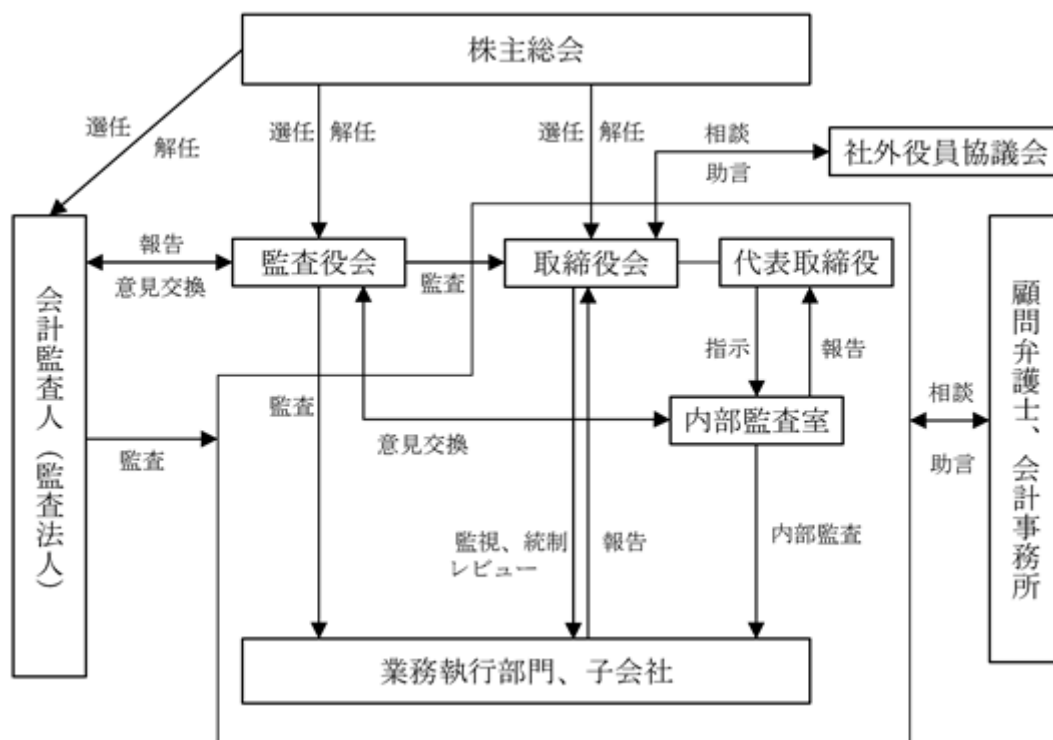 株主総会
選任
解任
選任
解任
選任
解任
相談
助言
社外役員協議会
報告
意見交換
監査役会
監査
取締役会
代表取締役
会計監査人（監査法人）
顧問弁護士、会計事務所
指示
報告
監査
意見交換
内部監査室
相談
助言
監査
監視、統制
レビュー
報告
内部監査
業務執行部門、子会社